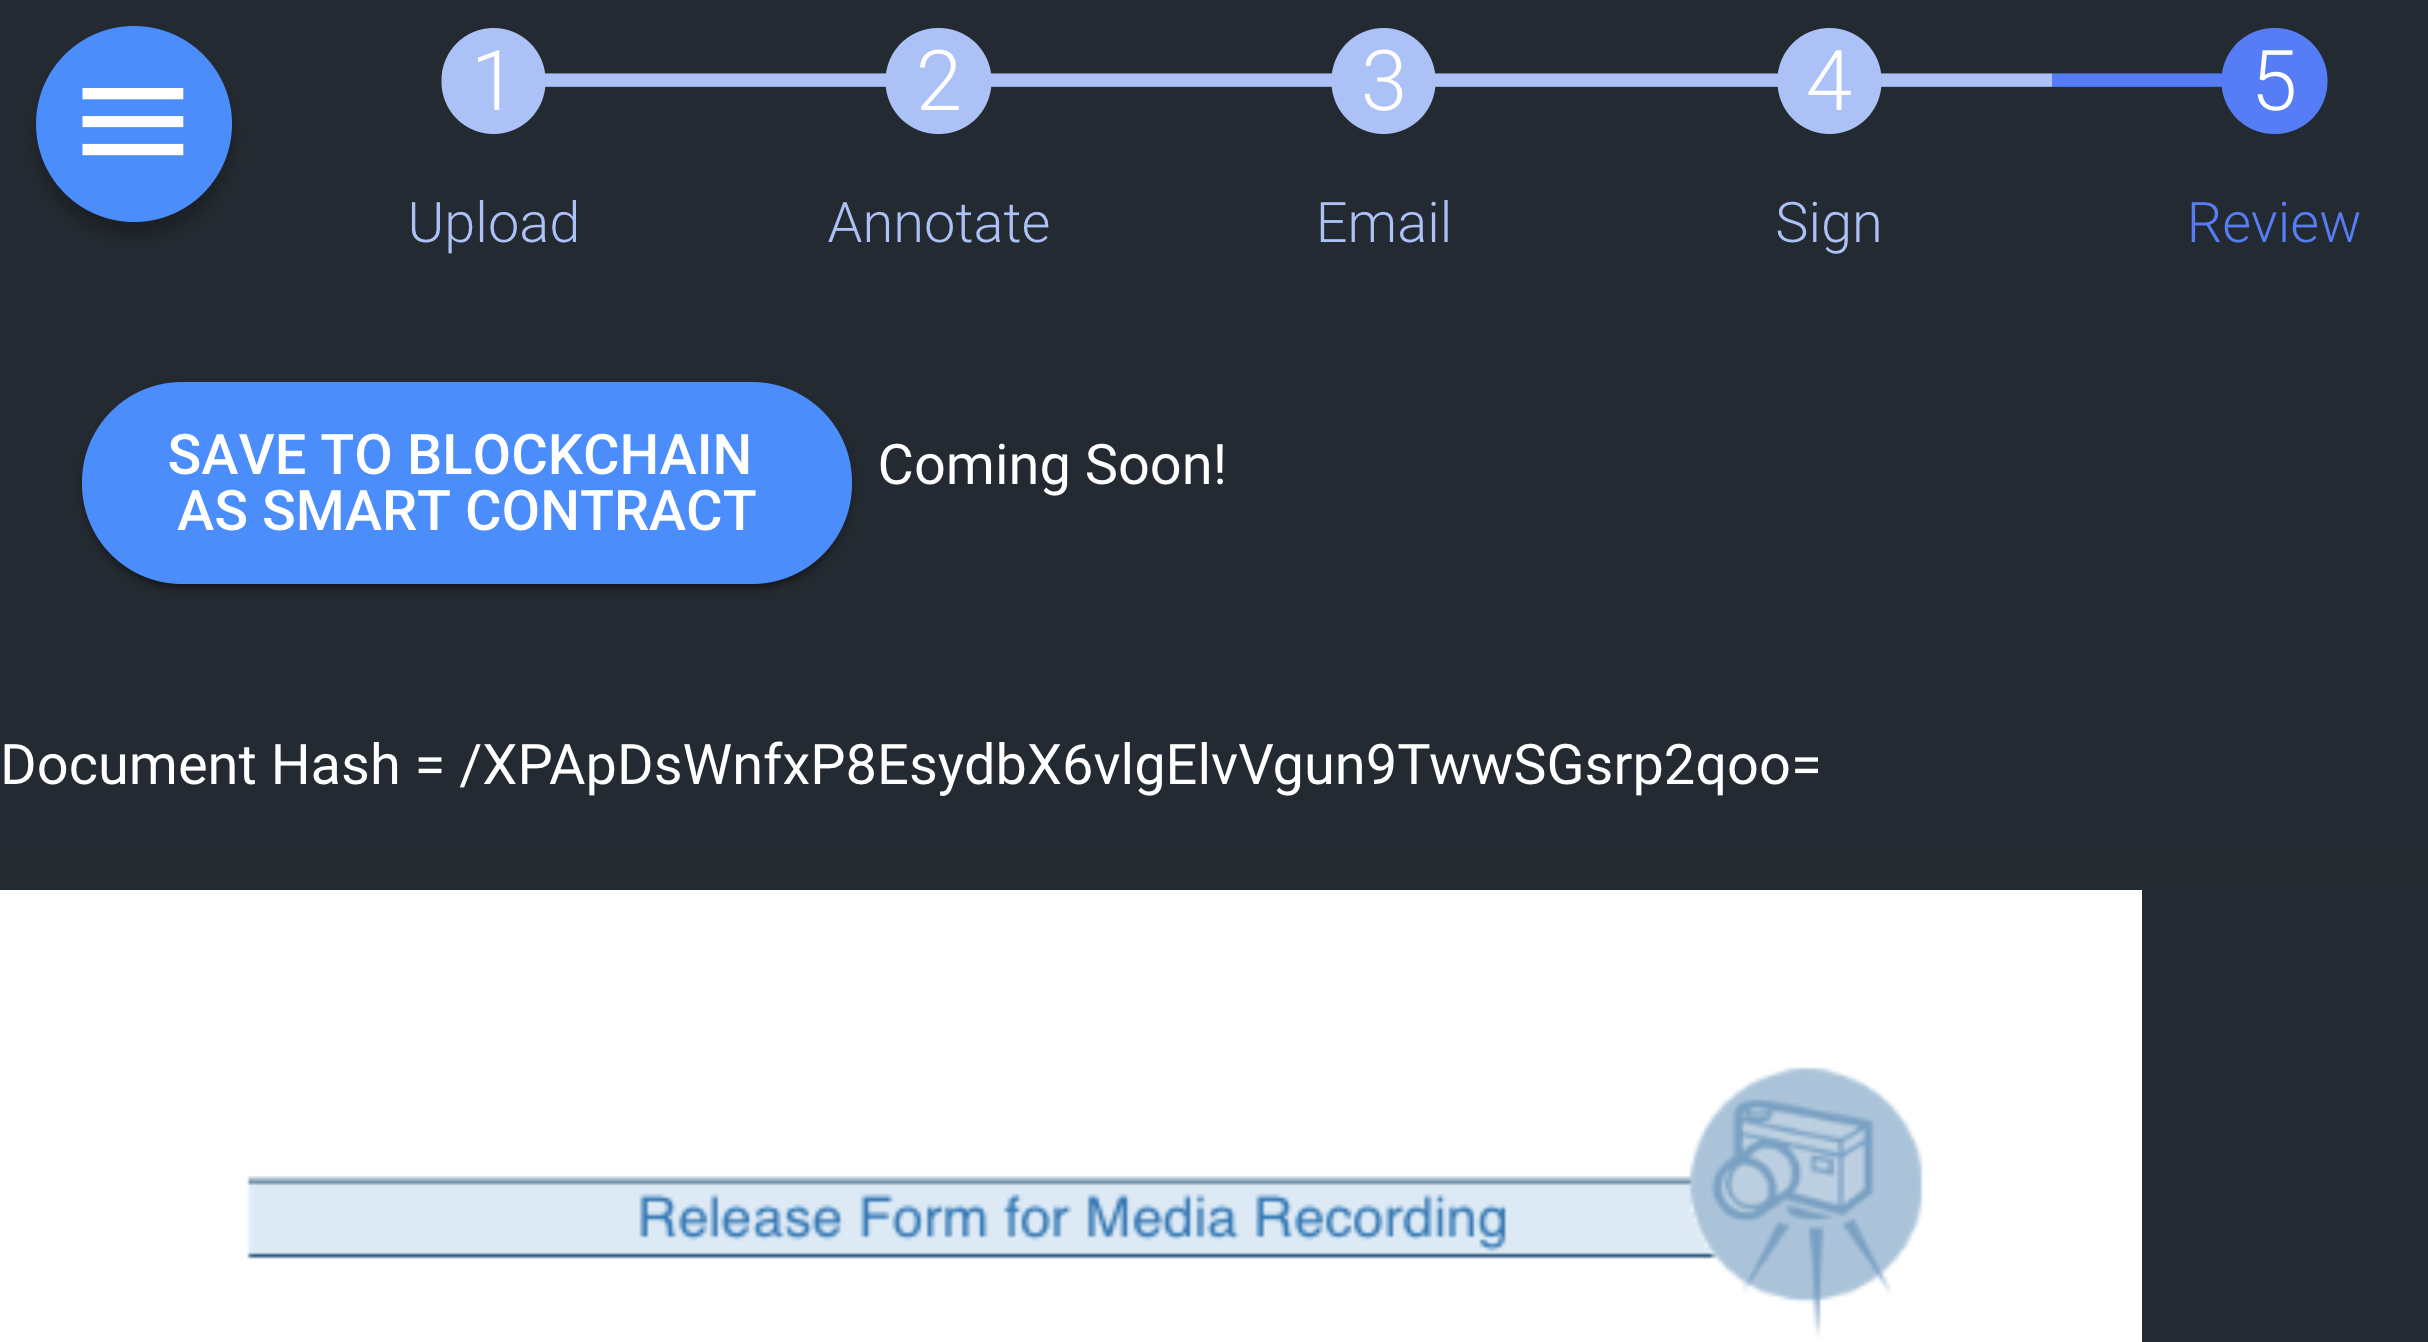 1 2 3 4 5
Upload Annotate Email Sign Review
SAVE TO BLOCKCHAIN
AS SMART CONTRACT
Coming Soon!
Document Hash = /XPApDsWnfxP8EsydbX6vlgElvVgun9TwwSGsrp2qoo=
Release Form for Media Recording